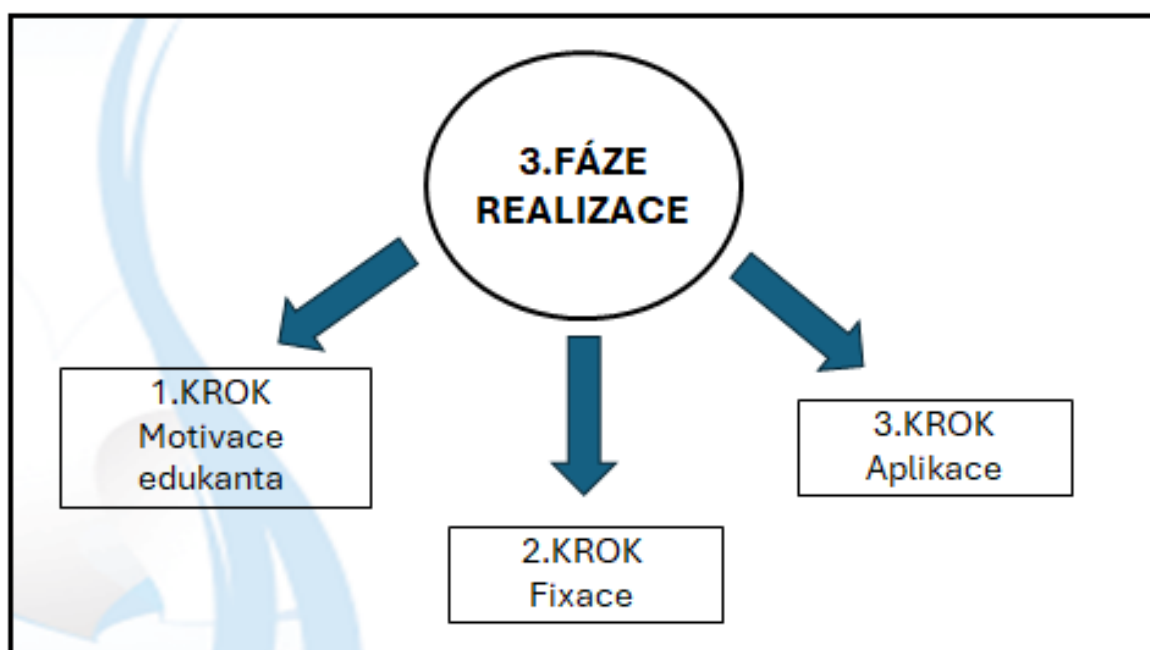 3.FÁZE
REALIZACE
1.KROK
Motivace
edukanta
2.KROK
Fixace
3.KROK
Aplikace